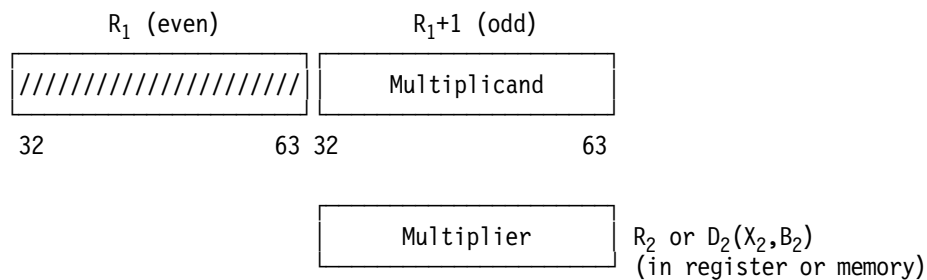 R₁ (even) R₁+1 (odd)
////////////////////// Multiplicand
32 63 32 63
Multiplier R₂ or D₂(X₂,B₂)
(in register or memory)